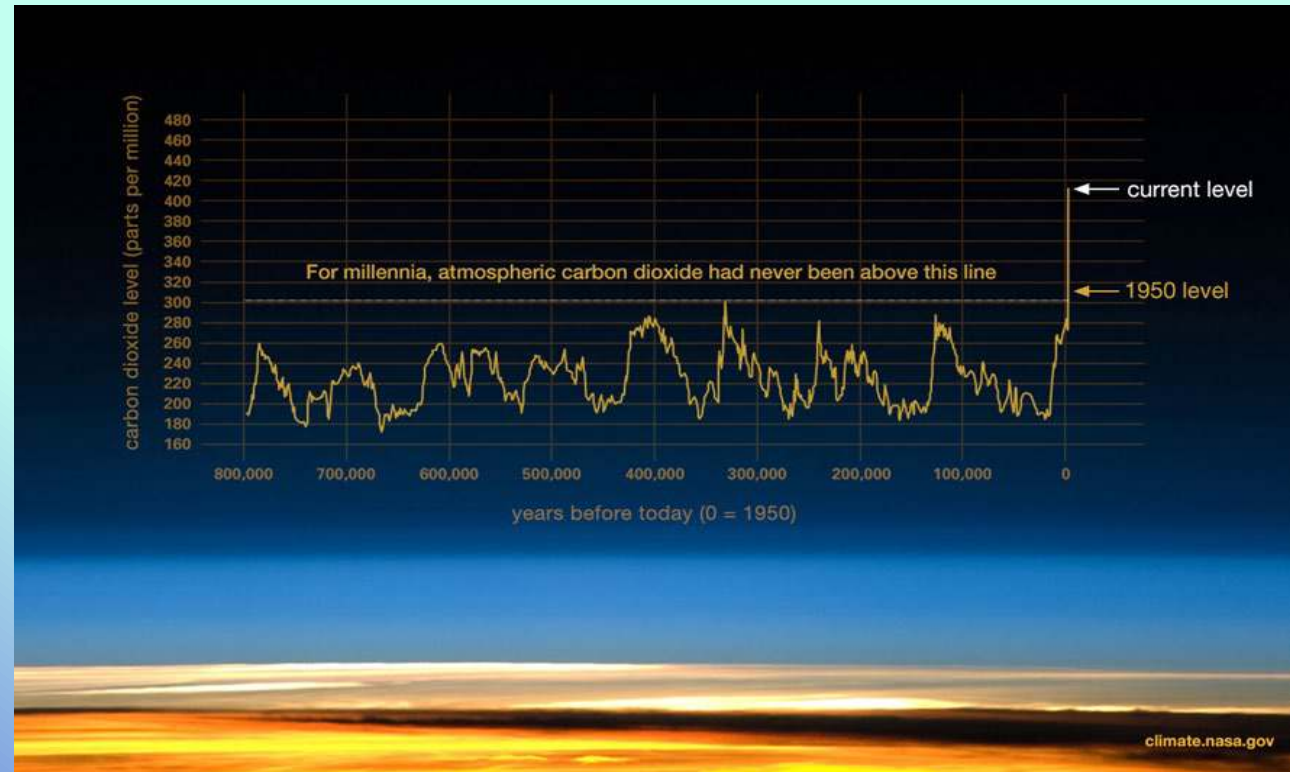 carbon dioxide level (parts per million)
480
460
440
420
400
380
360
340
320
300
280
260
240
220
200
180
160
current level
For millennia, atmospheric carbon dioxide had never been above this line
1950 level
800,000 700,000 600,000 500,000 400,000 300,000 200,000 100,000 0
years before today (0 = 1950)
climate.nasa.gov